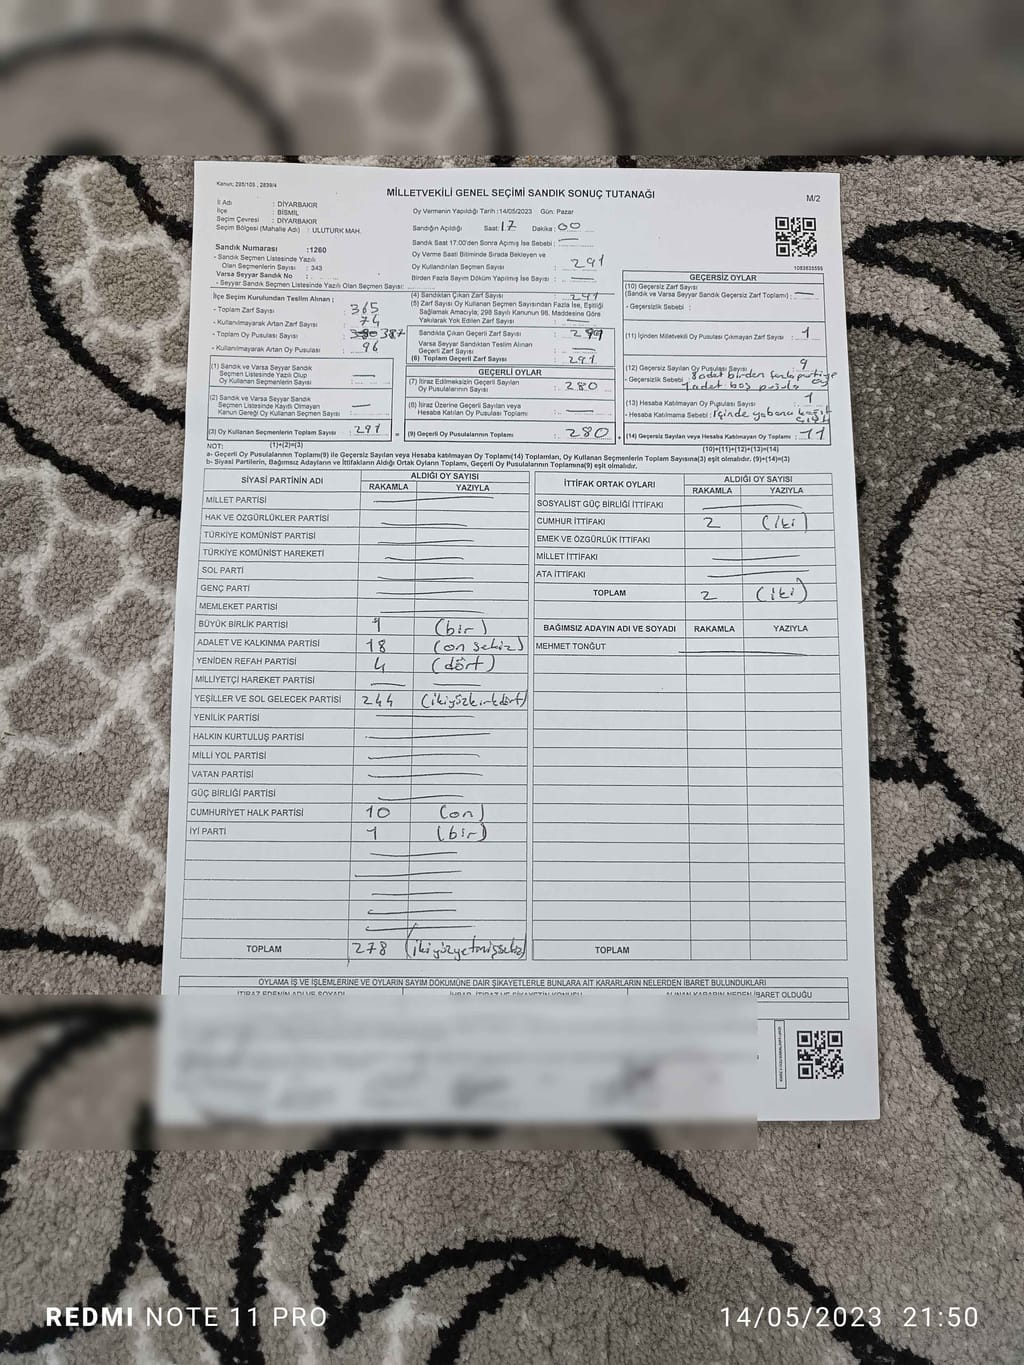 Kanun; 298/105 , 2839/4
MİLLETVEKİLİ GENEL SEÇİMİ SANDIK SONUÇ TUTANAĞI
M/2
İl Adı : DİYARBAKIR
İlçe : BİSMİL
Seçim Çevresi : DİYARBAKIR
Seçim Bölgesi (Mahalle Adı) : ULUTURK MAH.
Oy Vermenin Yapıldığı Tarih :14/05/2023 Gün: Pazar
Sandığın Açıldığı Saat: 17 Dakika : 00
Sandık Saat 17:00'den Sonra Açmış İse Sebebi :
Oy Verme Saati Bitiminde Sırada Bekleyen ve
Oy Kullandırılan Seçmen Sayısı : 291
Birden Fazla Sayım Döküm Yapılmış İse Sayısı :
Sandık Numarası :1260
- Sandık Seçmen Listesinde Yazılı
Olan Seçmenlerin Sayısı : 343
Varsa Seyyar Sandık No :
- Seyyar Sandık Seçmen Listesinde Yazılı Olan Seçmen Sayısı:
İlçe Seçim Kurulundan Teslim Alınan ;
- Toplam Zarf Sayısı : 365
- Kullanılmayarak Artan Zarf Sayısı : 74
- Toplam Oy Pusulası Sayısı : 380 387
- Kullanılmayarak Artan Oy Pusulası : 96
(1) Sandık ve Varsa Seyyar Sandık
Seçmen Listesinde Yazılı Olup
Oy Kullanan Seçmenlerin Sayısı :
(2) Sandık ve Varsa Seyyar Sandık
Seçmen Listesinde Kayıtlı Olmayan
Kanun Gereği Oy Kullanan Seçmen Sayısı :
(3) Oy Kullanan Seçmenlerin Toplam Sayısı : 291
(1)+(2)=(3)
(4) Sandıktan Çıkan Zarf Sayısı : 291
(5) Zarf Sayısı Oy Kullanan Seçmen Sayısından Fazla İse, Eşitliği
Sağlamak Amacıyla; 298 Sayılı Kanunun 98. Maddesine Göre
Yakılarak Yok Edilen Zarf Sayısı :
Sandıkta Çıkan Geçerli Zarf Sayısı :
Varsa Seyyar Sandıktan Teslim Alınan
Geçerli Zarf Sayısı :
(6) Toplam Geçerli Zarf Sayısı : 291
GEÇERLİ OYLAR
(7) İtiraz Edilmeksizin Geçerli Sayılan
Oy Pusulalarının Sayısı : 280
(8) İtiraz Üzerine Geçerli Sayılan veya
Hesaba Katılan Oy Pusulası Toplamı :
(9) Geçerli Oy Pusulalarının Toplamı : 280
1083635555
GEÇERSİZ OYLAR
(10) Geçersiz Zarf Sayısı
(Sandık ve Varsa Seyyar Sandık Geçersiz Zarf Toplamı) :
- Geçersizlik Sebebi :
(11) İçinden Milletvekili Oy Pusulası Çıkmayan Zarf Sayısı : 1
(12) Geçersiz Sayılan Oy Pusulası Sayısı : 9
- Geçersizlik Sebebi : 8 adet birden fazla partiye oy
1 adet boş pusula
(13) Hesaba Katılmayan Oy Pusulası Sayısı : 1
- Hesaba Katılmama Sebebi : İçinde yabancı kağıt
(14) Geçersiz Sayılan veya Hesaba Katılmayan Oy Toplamı : 11
(10)+(11)+(12)+(13)=(14)
NOT:
a- Geçerli Oy Pusulalarının Toplamı(9) ile Geçersiz Sayılan veya Hesaba katılmayan Oy Toplamı(14) Toplamları, Oy Kullanan Seçmenlerin Toplam Sayısına(3) eşit olmalıdır. (9)+(14)=(3)
b- Siyasi Partilerin, Bağımsız Adayların ve İttifakların Aldığı Ortak Oyların Toplamı, Geçerli Oy Pusulalarının Toplamına(9) eşit olmalıdır.
SİYASİ PARTİNİN ADI ALDIĞI OY SAYISI
RAKAMLA YAZIYLA
MİLLET PARTİSİ
HAK VE ÖZGÜRLÜKLER PARTİSİ
TÜRKİYE KOMÜNİST PARTİSİ
TÜRKİYE KOMÜNİST HAREKETİ
SOL PARTİ
GENÇ PARTİ
MEMLEKET PARTİSİ
BÜYÜK BİRLİK PARTİSİ 1 (bir)
ADALET VE KALKINMA PARTİSİ 18 (on sekiz)
YENİDEN REFAH PARTİSİ 4 (dört)
MİLLİYETÇİ HAREKET PARTİSİ
YEŞİLLER VE SOL GELECEK PARTİSİ 244 (ikiyüzkırkdört)
YENİLİK PARTİSİ
HALKIN KURTULUŞ PARTİSİ
MİLLİ YOL PARTİSİ
VATAN PARTİSİ
GÜÇ BİRLİĞİ PARTİSİ
CUMHURİYET HALK PARTİSİ 10 (on)
İYİ PARTİ 1 (bir)
TOPLAM 278 (ikiyüzyetmişsekiz)
İTTİFAK ORTAK OYLARI ALDIĞI OY SAYISI
RAKAMLA YAZIYLA
SOSYALİST GÜÇ BİRLİĞİ İTTİFAKI
CUMHUR İTTİFAKI 2 (iki)
EMEK VE ÖZGÜRLÜK İTTİFAKI
MİLLET İTTİFAKI
ATA İTTİFAKI
TOPLAM 2 (iki)
BAĞIMSIZ ADAYIN ADI VE SOYADI RAKAMLA YAZIYLA
MEHMET TONĞUT
TOPLAM
OYLAMA İŞ VE İŞLEMLERİNE VE OYLARIN SAYIM DÖKÜMÜNE DAİR ŞİKAYETLERLE BUNLARA AİT KARARLARIN NELERDEN İBARET BULUNDUKLARI
İTİRAZ EDENİN ADI VE SOYADI İHBAR, İTİRAZ VE ŞİKAYETİN KONUSU ALINAN KARARIN NEDEN İBARET OLDUĞU
REDMI NOTE 11 PRO
14/05/2023 21:50